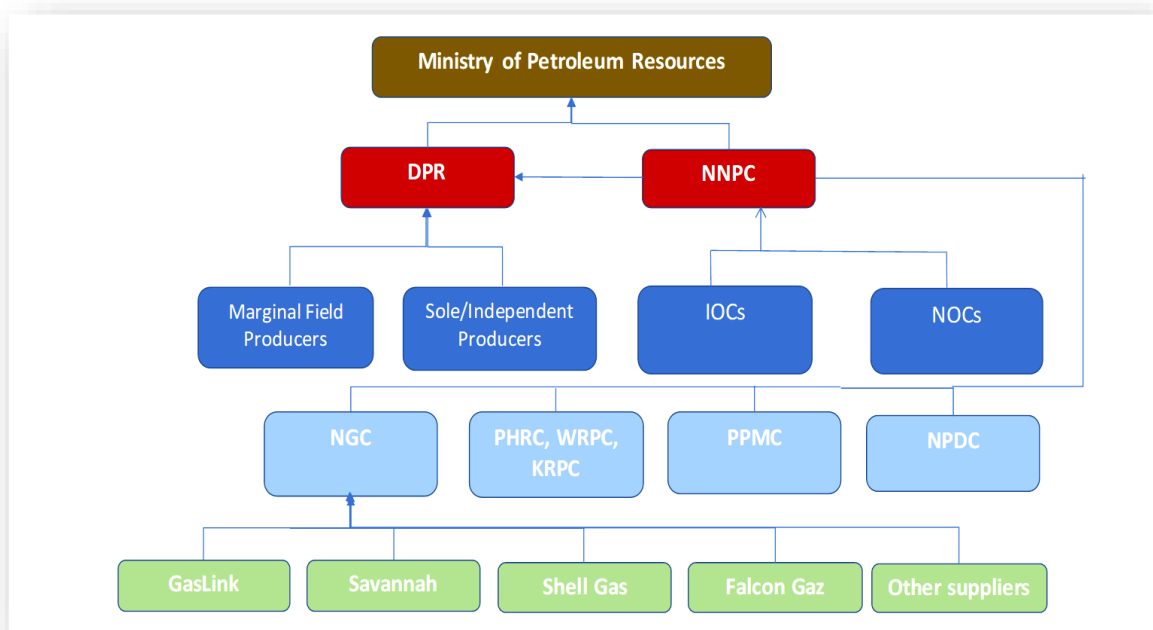 Ministry of Petroleum Resources
DPR
NNPC
Marginal Field
Producers
Sole/Independent
Producers
IOCs
NOCs
NGC
PHRC, WRPC,
KRPC
PPMC
NPDC
GasLink
Savannah
Shell Gas
Falcon Gaz
Other suppliers